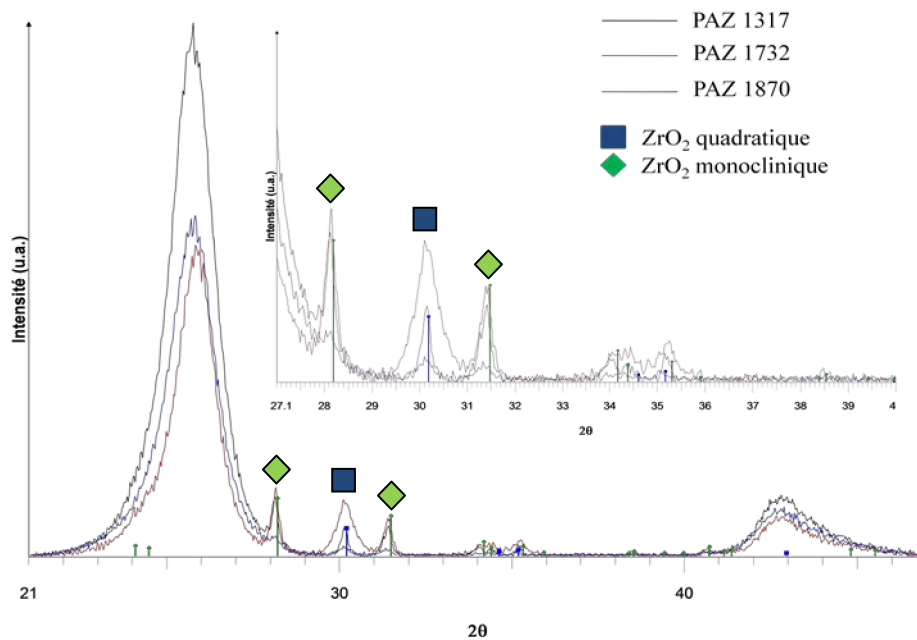 PAZ 1317
PAZ 1732
PAZ 1870
ZrO₂ quadratique
ZrO₂ monoclinique
Intensité (u.a.)
27.1 28 29 30 31 32 33 34 35 36 37 38 39 4
2θ
Intensité (u.a.)
21 30 40
2θ